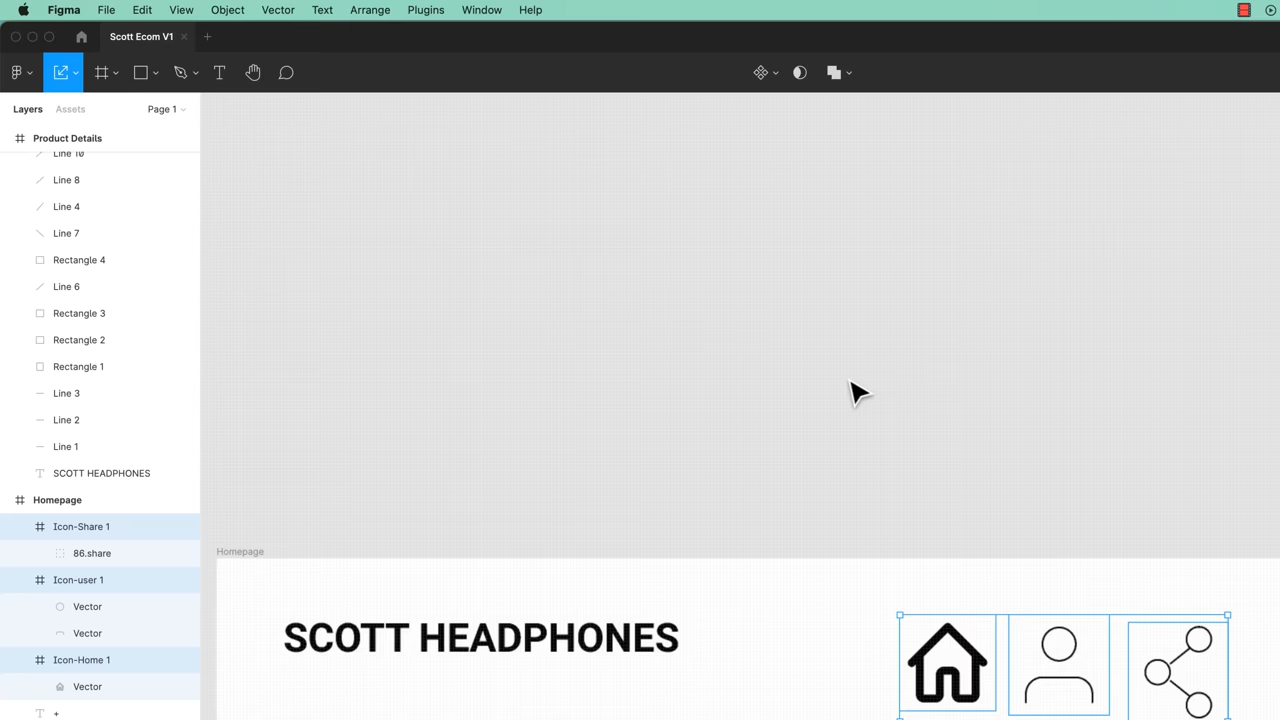 Figma File Edit View Object Vector Text Arrange Plugins Window Help
Scott Ecom V1
Layers Assets Page 1
Product Details
Line 10
Line 8
Line 4
Line 7
Rectangle 4
Line 6
Rectangle 3
Rectangle 2
Rectangle 1
Line 3
Line 2
Line 1
SCOTT HEADPHONES
Homepage
Icon-Share 1
86.share
Icon-user 1
Vector
Vector
Icon-Home 1
Vector
+
Homepage
SCOTT HEADPHONES